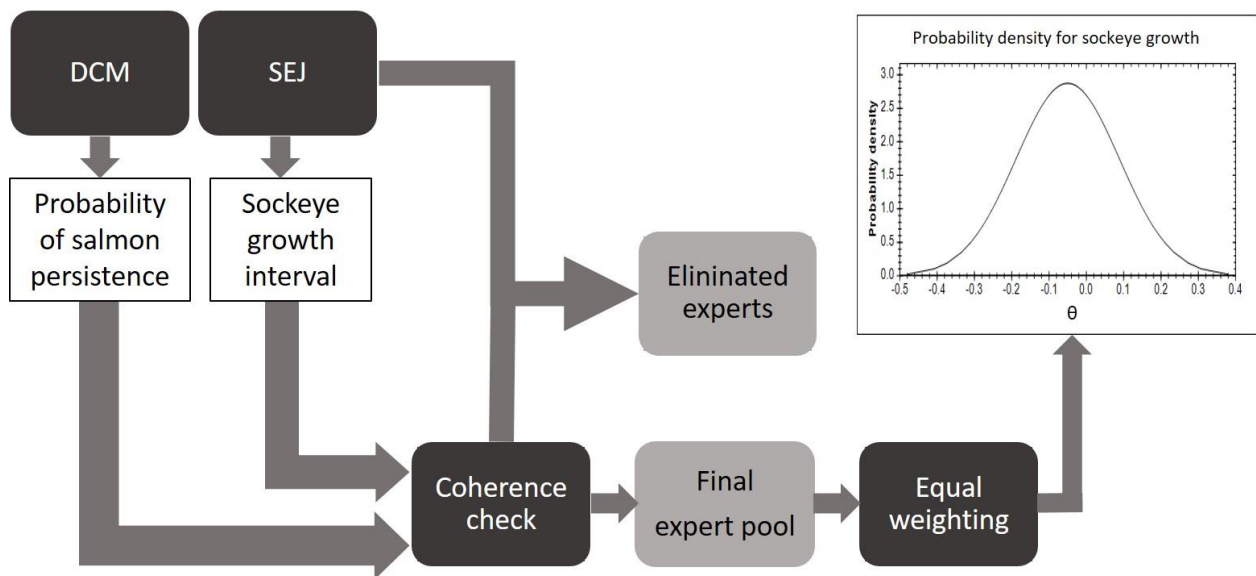 DCM
SEJ
Probability
of salmon
persistence
Sockeye
growth
interval
Elininated
experts
Coherence
check
Final
expert pool
Equal
weighting
Probability density for sockeye growth
Probability density
3.0
2.5
2.0
1.5
1.0
0.5
0.0
-0.5 -0.4 -0.3 -0.2 -0.1 0.0 0.1 0.2 0.3 0.4
θ